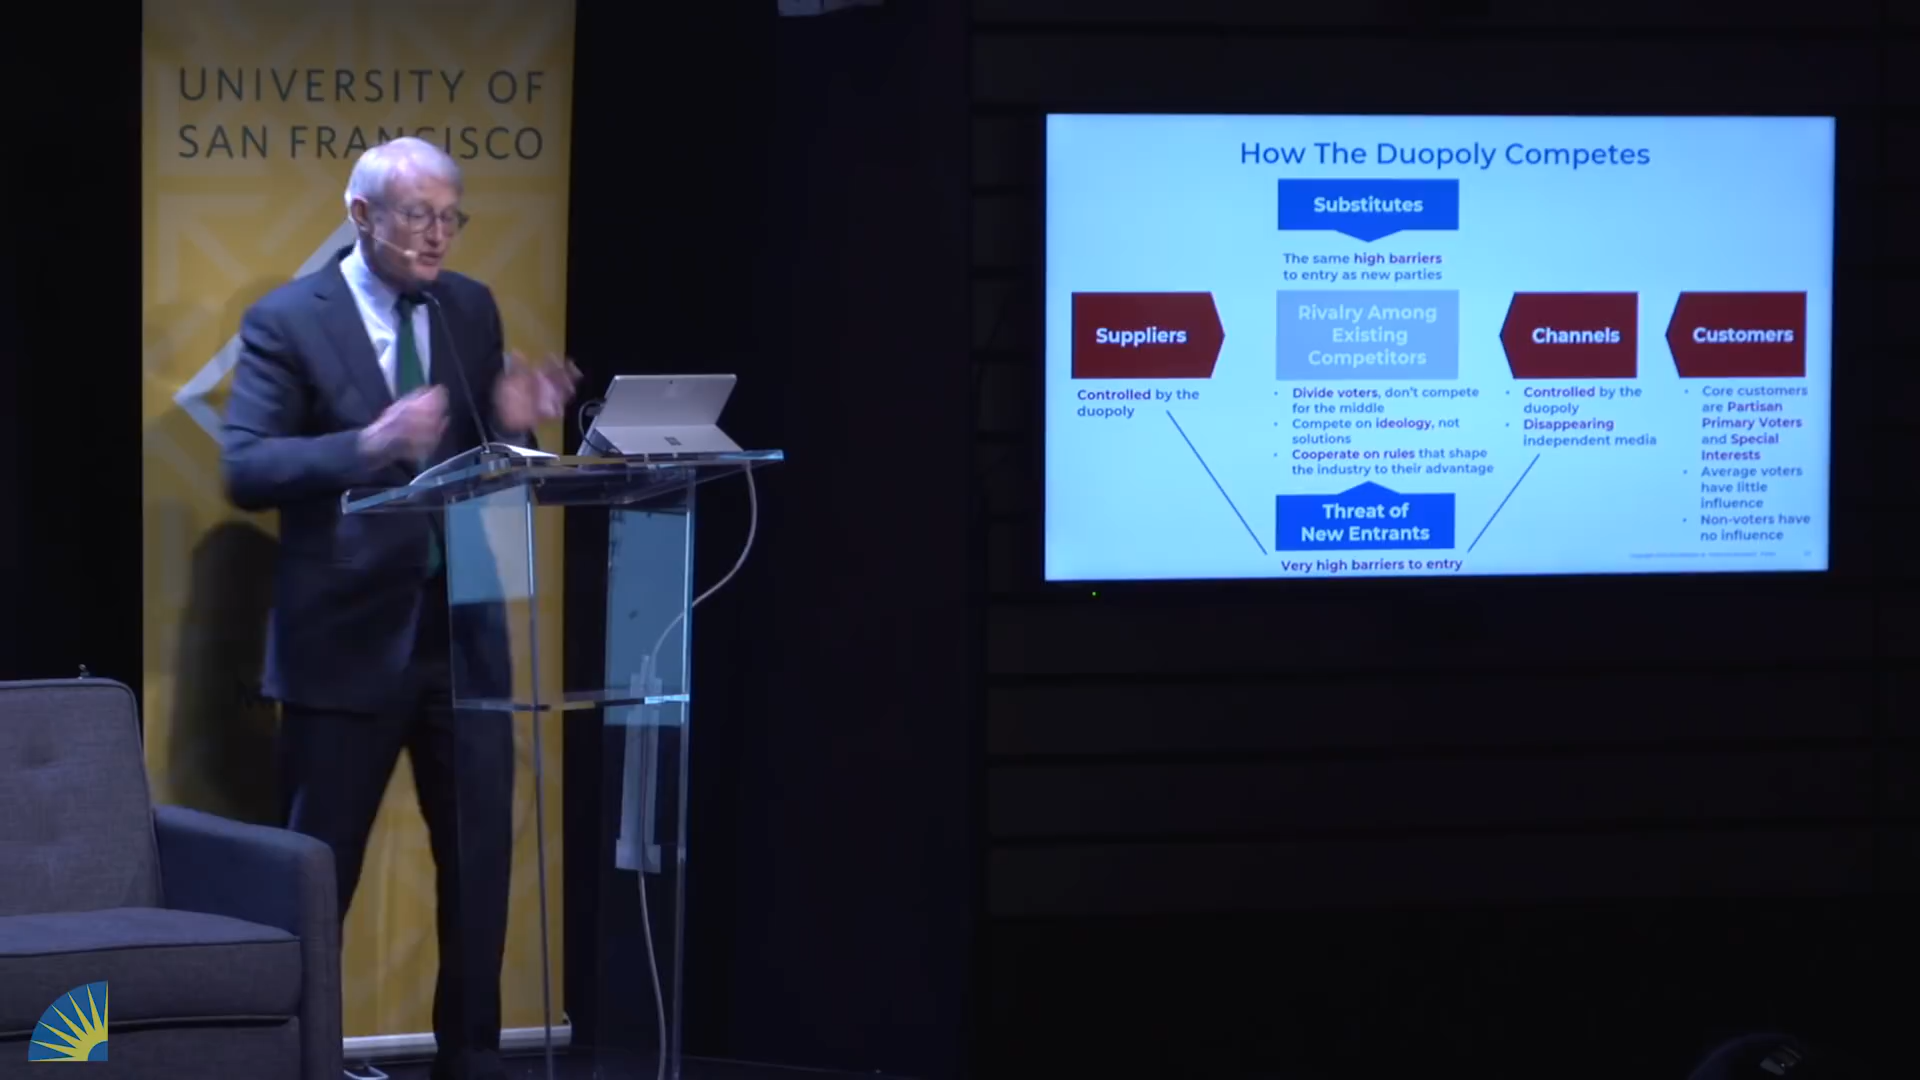 UNIVERSITY OF
SAN FRANCISCO
How The Duopoly Competes
Substitutes
The same high barriers
to entry as new parties
Suppliers
Controlled by the
duopoly
Rivalry Among
Existing
Competitors
• Divide voters, don't compete
for the middle
• Compete on ideology, not
solutions
• Cooperate on rules that shape
the industry to their advantage
Threat of
New Entrants
Very high barriers to entry
Channels
• Controlled by the
duopoly
• Disappearing
independent media
Customers
• Core customers
are Partisan
Primary Voters
and Special
Interests
• Average voters
have little
influence
• Non-voters have
no influence